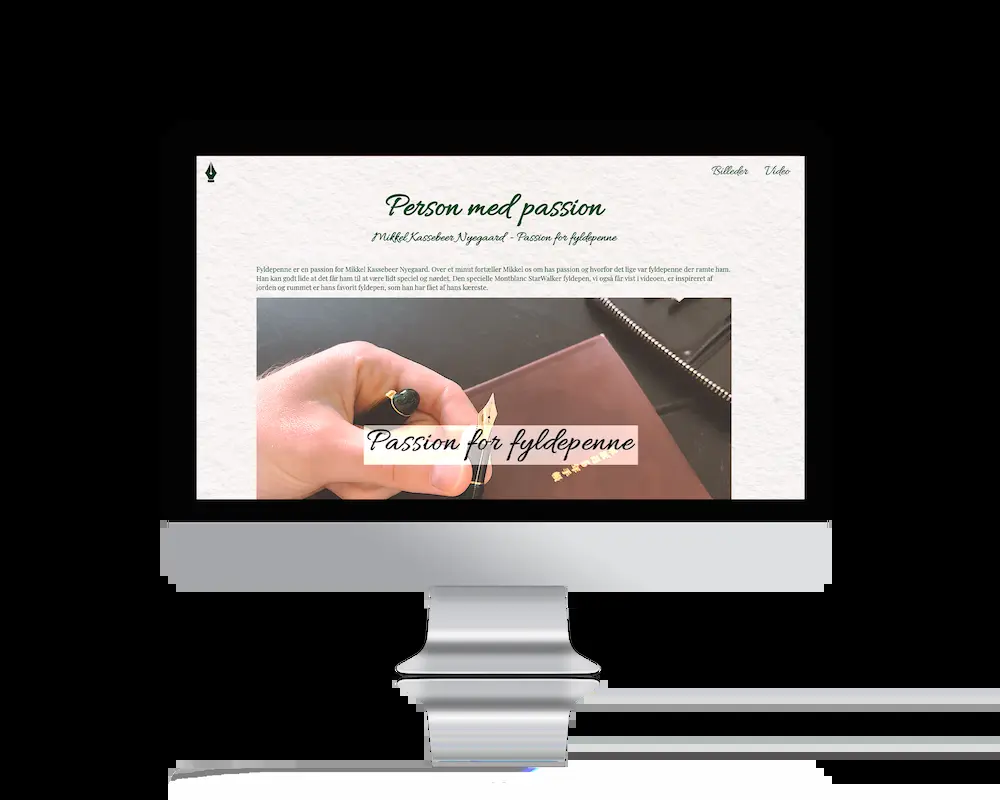 Billeder Video
Person med passion
Mikkel Kassebeer Nyegaard - Passion for fyldepenne
Fyldepenne er en passion for Mikkel Kassebeer Nyegaard. Over et minut fortæller Mikkel os om has passion og hvorfor det lige var fyldepenne der ramte ham.
Han kan godt lide at det får ham til at være lidt speciel og nørdet. Den specielle Montblanc StarWalker fyldepen, vi også får vist i videoen, er inspireret af
jorden og rummet er hans favorit fyldepen, som han har fået af hans kæreste.
Passion for fyldepenne